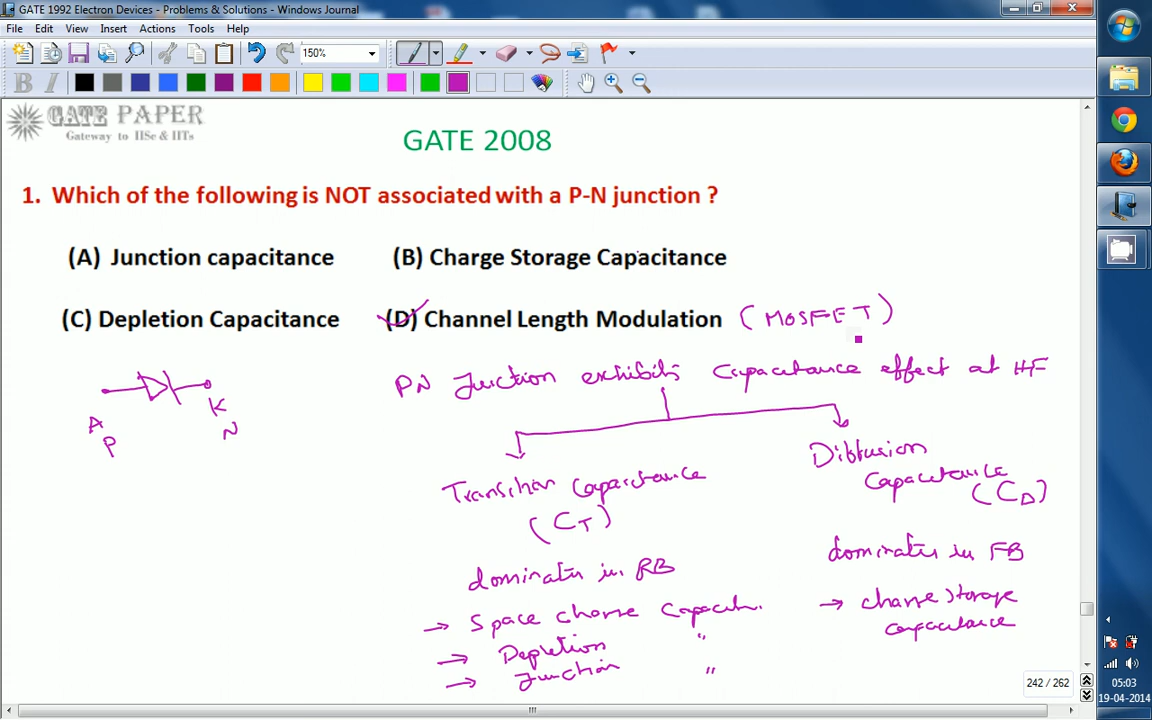 GATE 1992 Electron Devices - Problems & Solutions - Windows Journal
File Edit View Insert Actions Tools Help
150%
B I
GATE PAPER
Gateway to IISc & IITs
GATE 2008
1. Which of the following is NOT associated with a P-N junction ?
(A) Junction capacitance (B) Charge Storage Capacitance
(C) Depletion Capacitance (D) Channel Length Modulation (MOSFET)
PN Junction exhibits Capacitance effect at HF
A K
P N
Transition Capacitance
(CT)
Diffusion
Capacitance
(CD)
dominates in RB
→ Space charge Capacitn.
→ Depletion "
→ Junction "
dominates in FB
→ charge storage
capacitance
242 / 262
05:03
19-04-2014